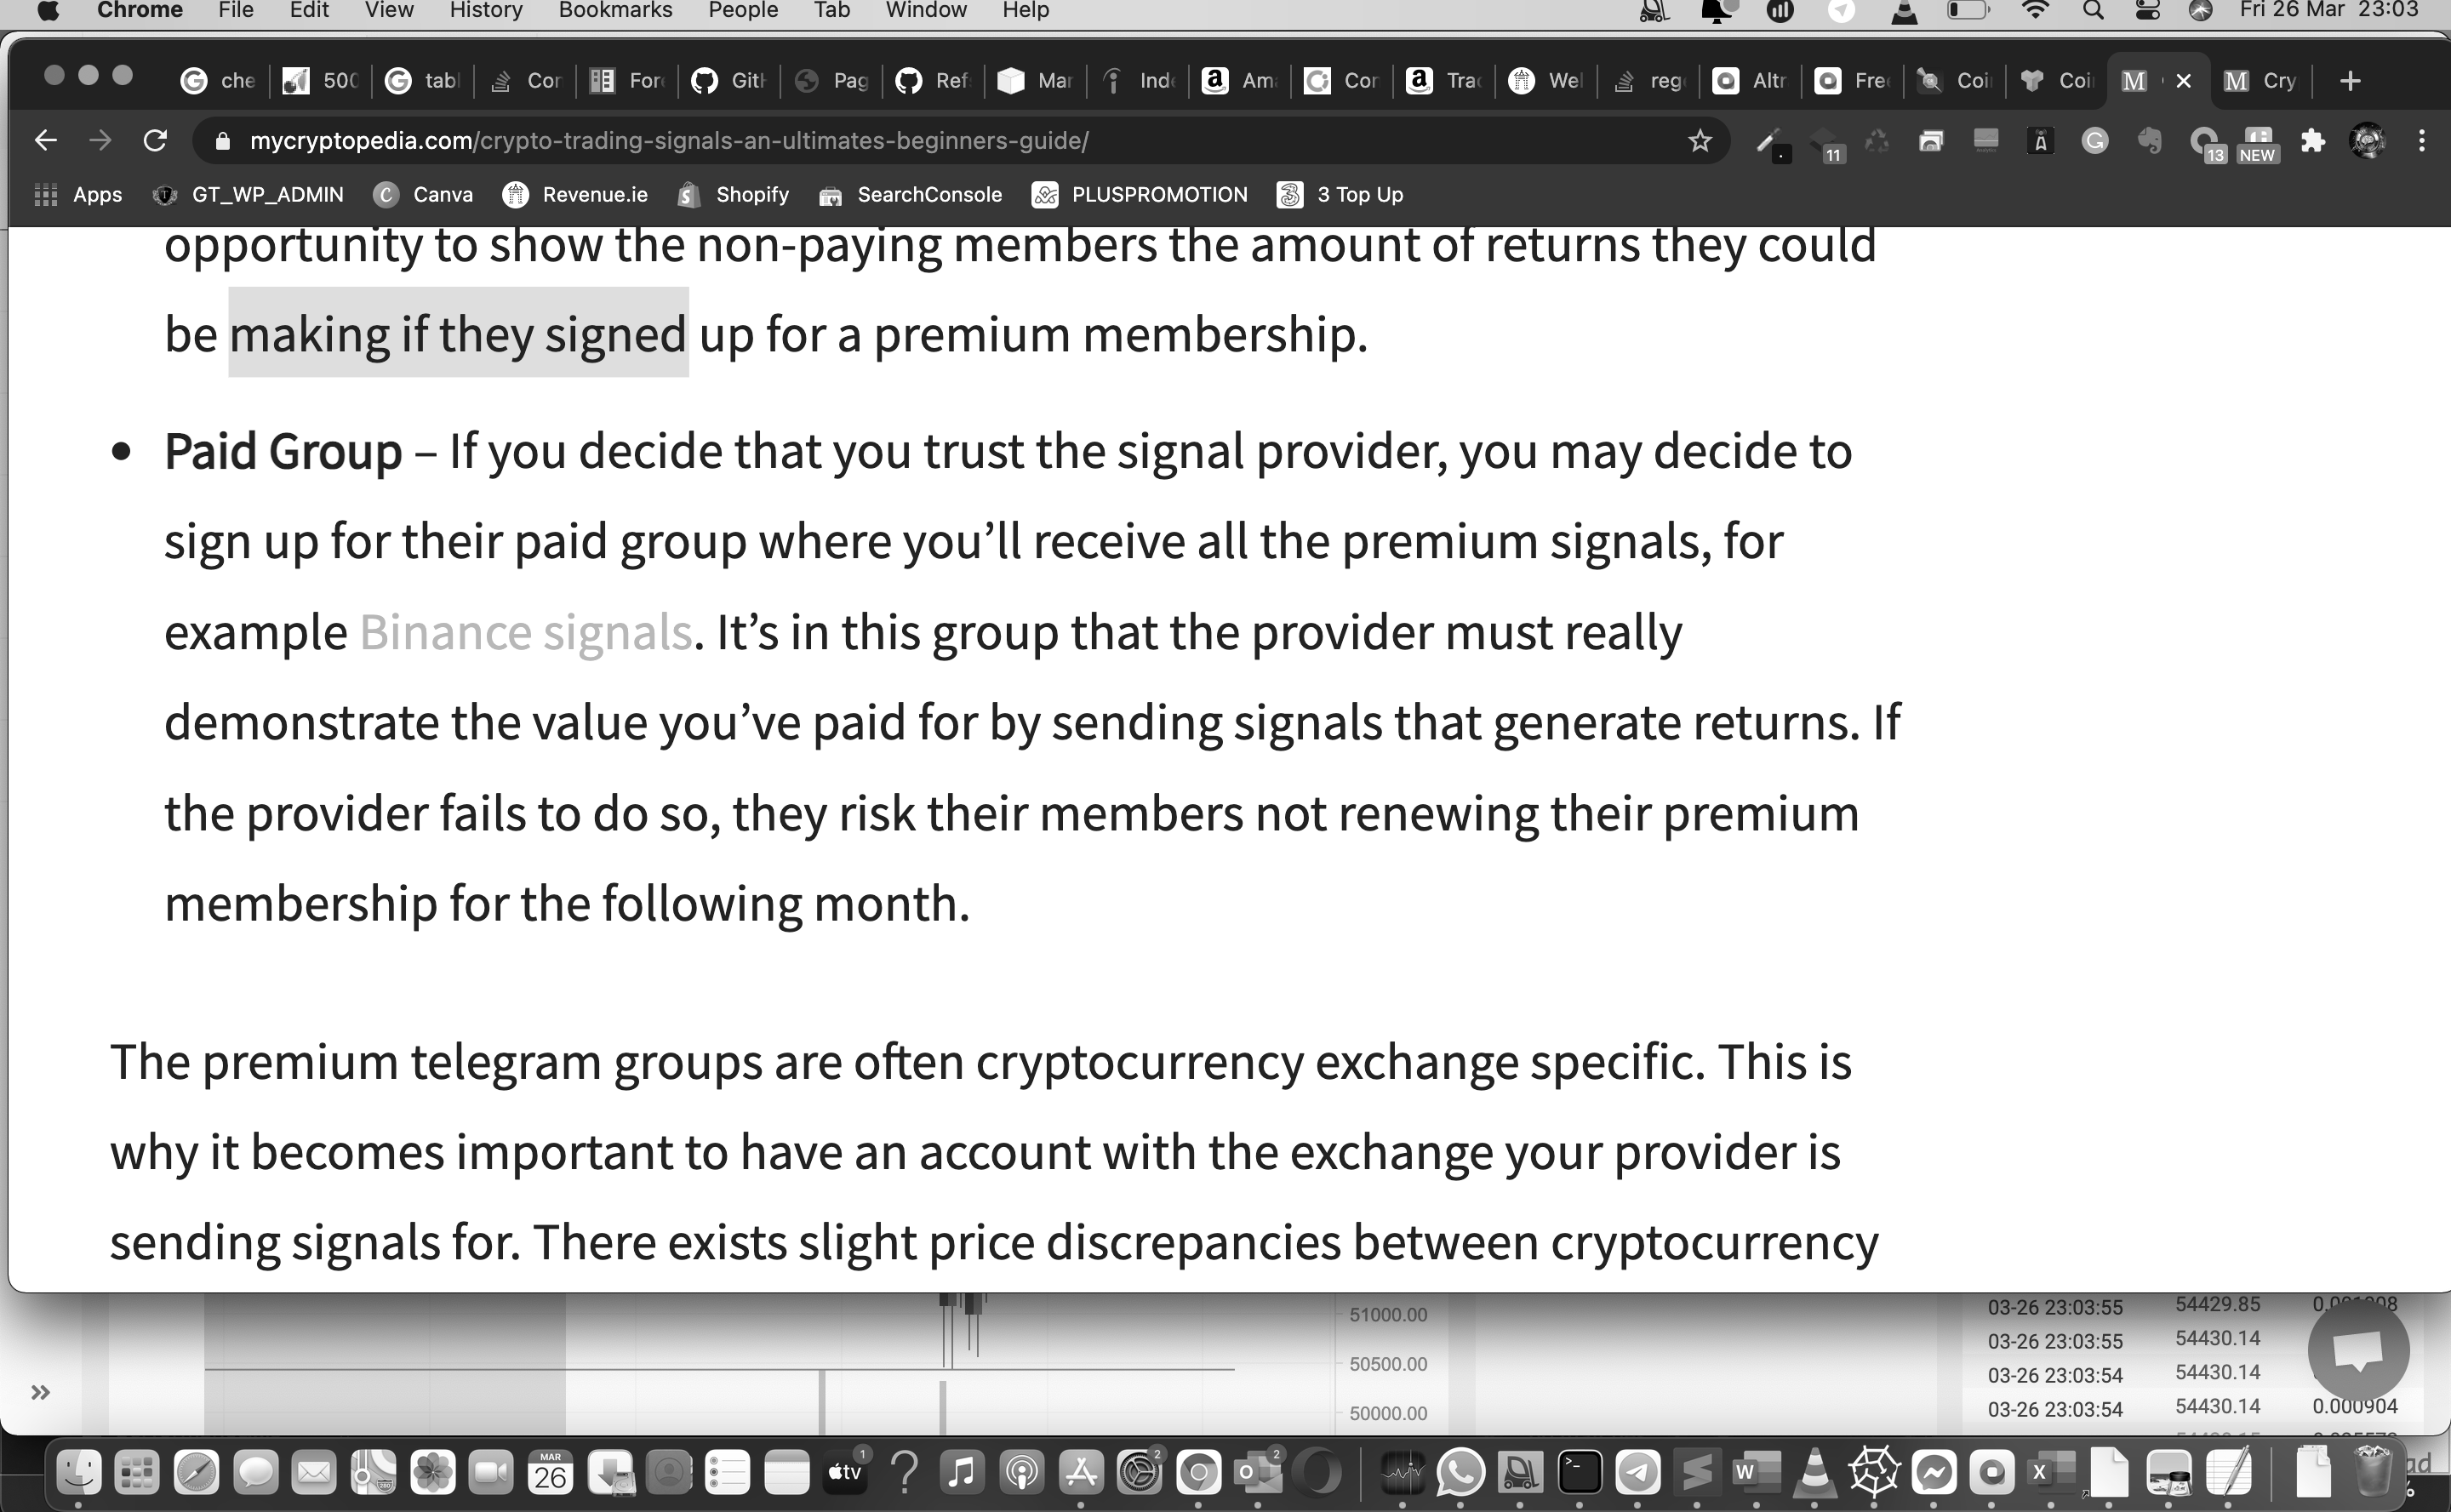 Chrome File Edit View History Bookmarks People Tab Window Help Fri 26 Mar 23:03
che 500 tabl Con Fore Gith Pag Ref Mar Inde Ama Con Trac Wel reg Altr Free Coi Coi M Cry
mycryptopedia.com/crypto-trading-signals-an-ultimates-beginners-guide/ 11 13 NEW
Apps GT_WP_ADMIN Canva Revenue.ie Shopify SearchConsole PLUSPROMOTION 3 Top Up
opportunity to show the non-paying members the amount of returns they could
be making if they signed up for a premium membership.
• Paid Group – If you decide that you trust the signal provider, you may decide to
sign up for their paid group where you’ll receive all the premium signals, for
example Binance signals. It’s in this group that the provider must really
demonstrate the value you’ve paid for by sending signals that generate returns. If
the provider fails to do so, they risk their members not renewing their premium
membership for the following month.
The premium telegram groups are often cryptocurrency exchange specific. This is
why it becomes important to have an account with the exchange your provider is
sending signals for. There exists slight price discrepancies between cryptocurrency
51000.00
50500.00
50000.00
03-26 23:03:55 54429.85
03-26 23:03:55 54430.14
03-26 23:03:54 54430.14
03-26 23:03:54 54430.14 0.000904
MAR
26
tv 1 2 2